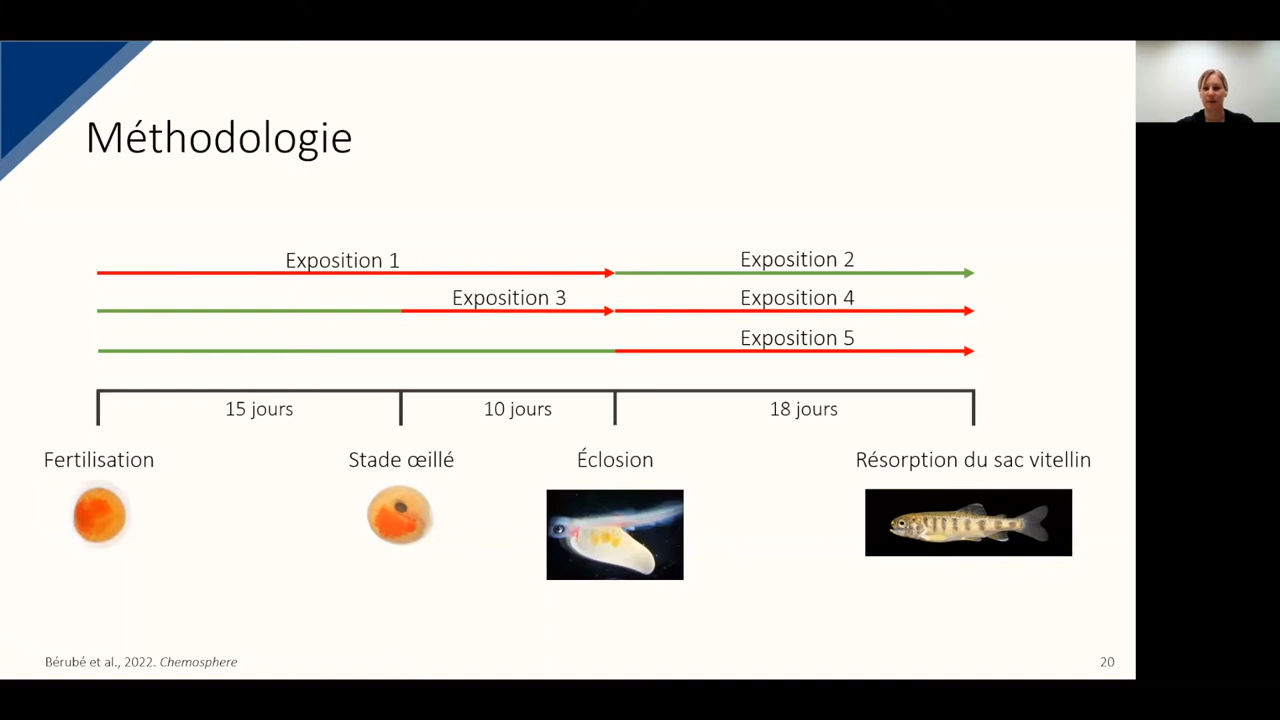 Méthodologie
Exposition 1
Exposition 2
Exposition 3
Exposition 4
Exposition 5
15 jours
10 jours
18 jours
Fertilisation
Stade œillé
Éclosion
Résorption du sac vitellin
Bérubé et al., 2022. Chemosphere
20